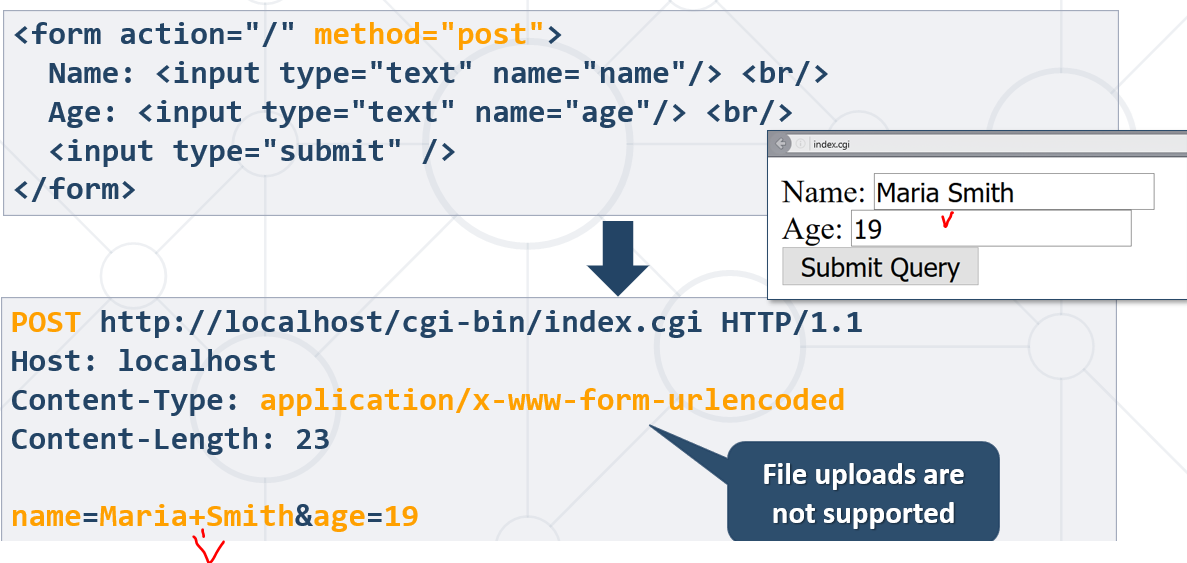 <form action="/" method="post">
Name: <input type="text" name="name"/> <br/>
Age: <input type="text" name="age"/> <br/>
<input type="submit" />
</form>
index.cgi
Name: Maria Smith
Age: 19
Submit Query
POST http://localhost/cgi-bin/index.cgi HTTP/1.1
Host: localhost
Content-Type: application/x-www-form-urlencoded
Content-Length: 23
File uploads are
not supported
name=Maria+Smith&age=19